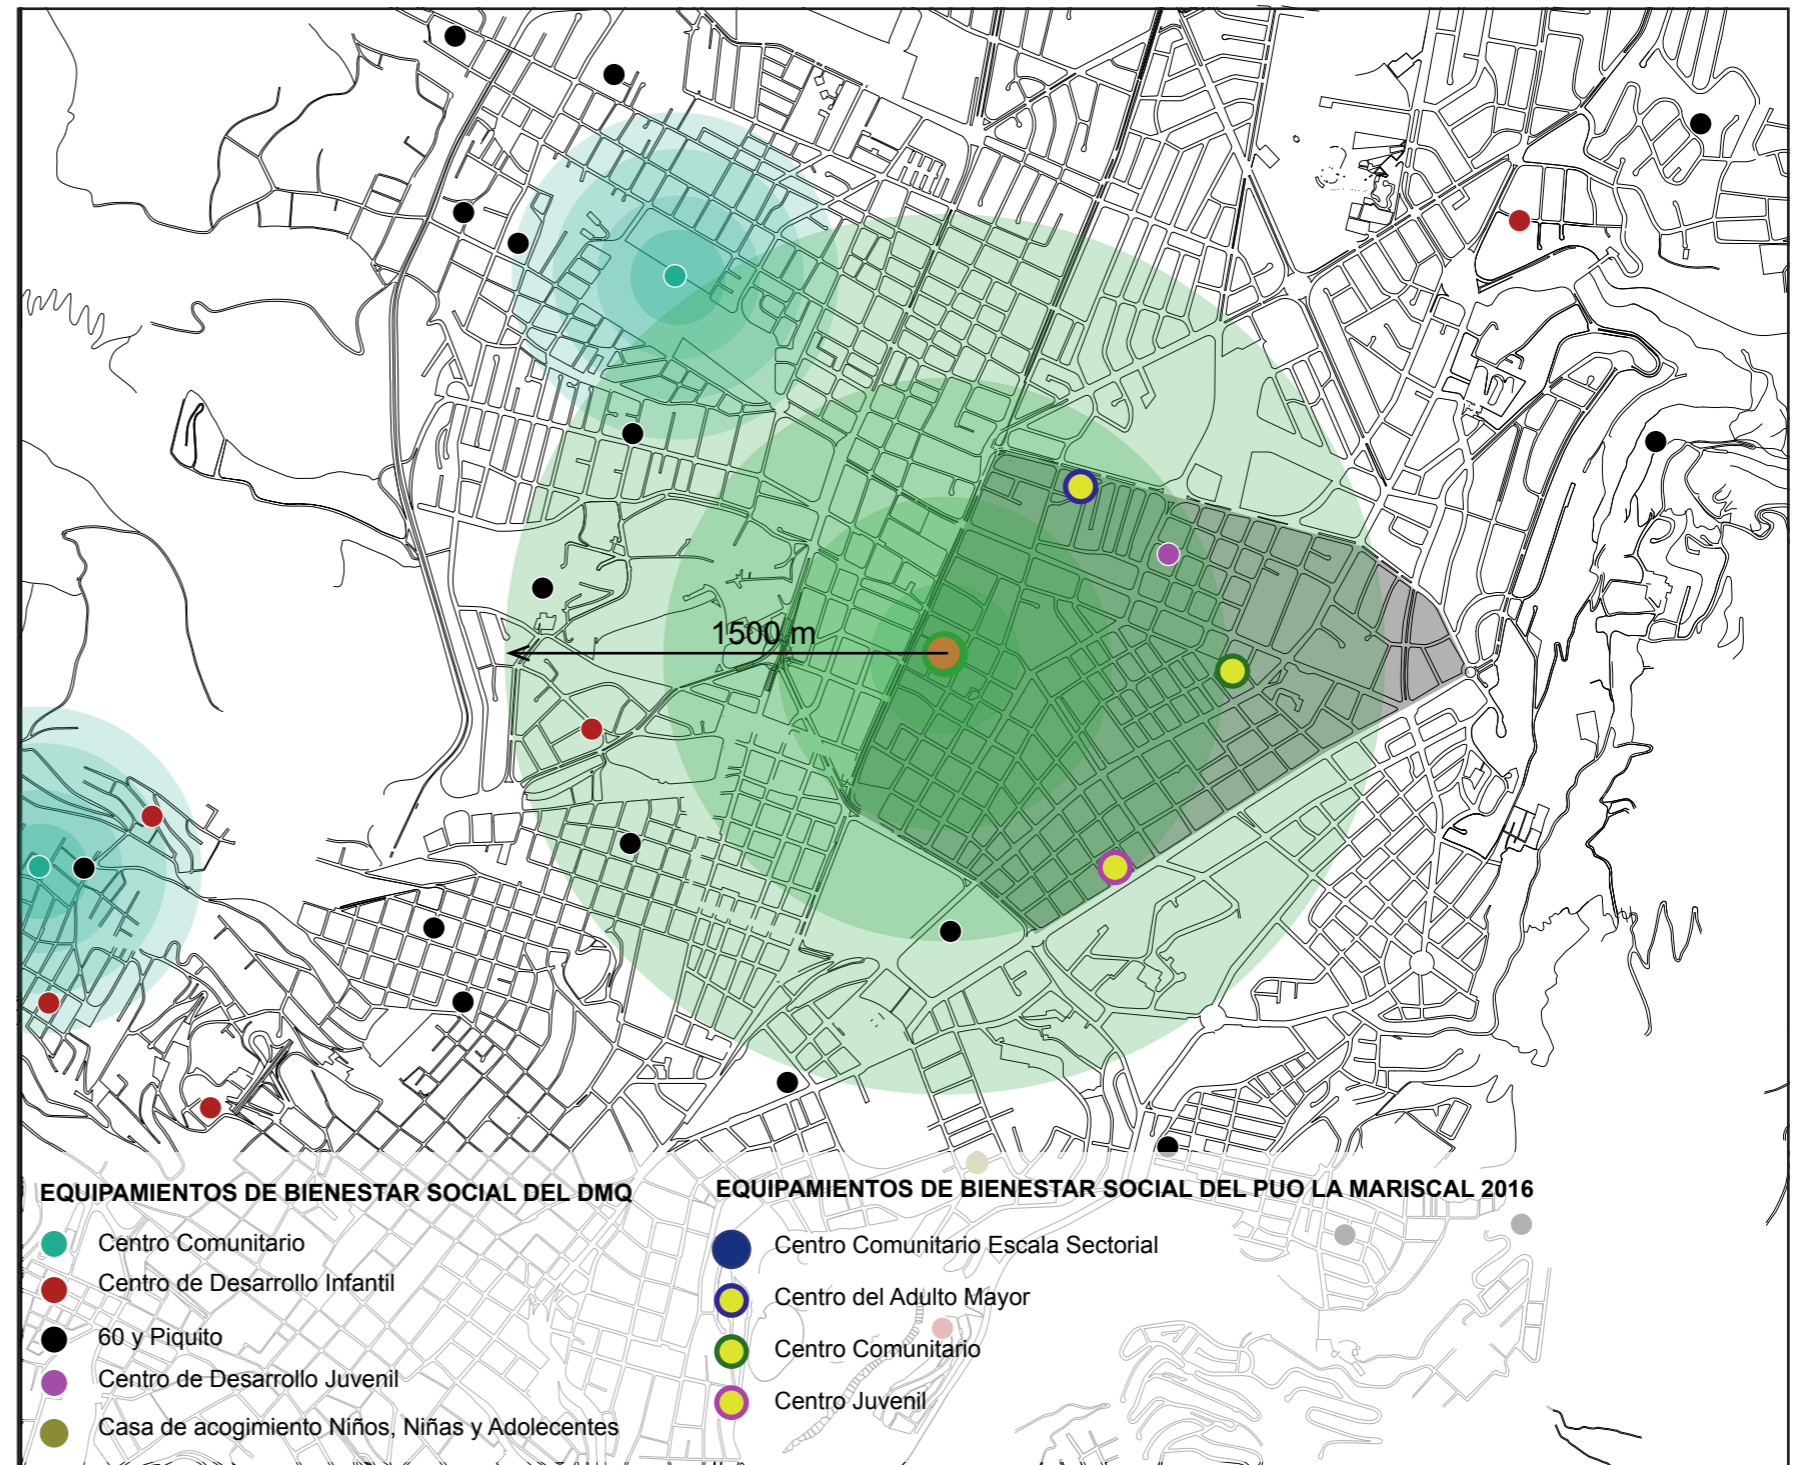 1500 m
EQUIPAMIENTOS DE BIENESTAR SOCIAL DEL DMQ
Centro Comunitario
Centro de Desarrollo Infantil
60 y Piquito
Centro de Desarrollo Juvenil
Casa de acogimiento Niños, Niñas y Adolecentes
EQUIPAMIENTOS DE BIENESTAR SOCIAL DEL PUO LA MARISCAL 2016
Centro Comunitario Escala Sectorial
Centro del Adulto Mayor
Centro Comunitario
Centro Juvenil